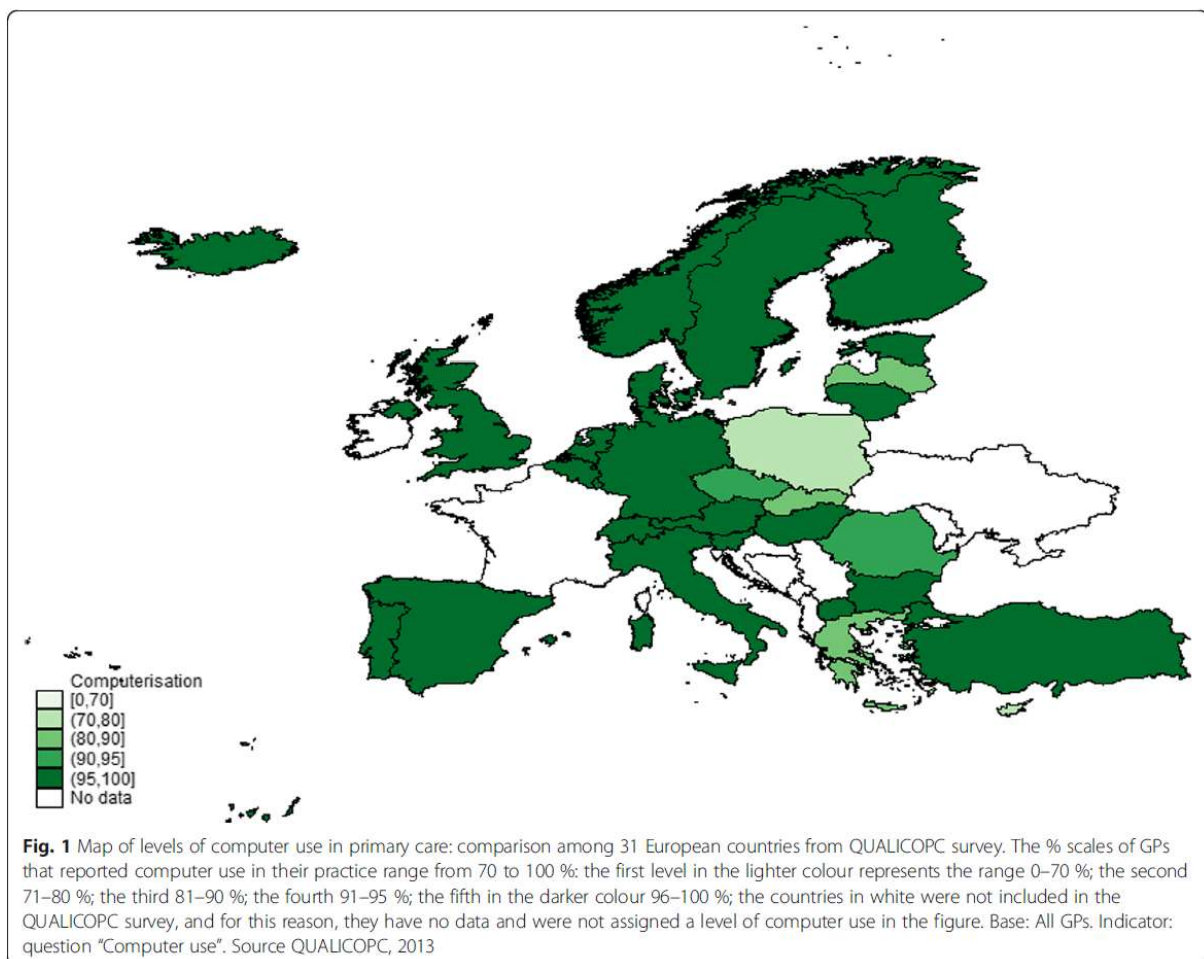 Computerisation
[0,70]
(70,80]
(80,90]
(90,95]
(95,100]
No data
Fig. 1 Map of levels of computer use in primary care: comparison among 31 European countries from QUALICOPC survey. The % scales of GPs
that reported computer use in their practice range from 70 to 100 %: the first level in the lighter colour represents the range 0–70 %; the second
71–80 %; the third 81–90 %; the fourth 91–95 %; the fifth in the darker colour 96–100 %; the countries in white were not included in the
QUALICOPC survey, and for this reason, they have no data and were not assigned a level of computer use in the figure. Base: All GPs. Indicator:
question “Computer use”. Source QUALICOPC, 2013